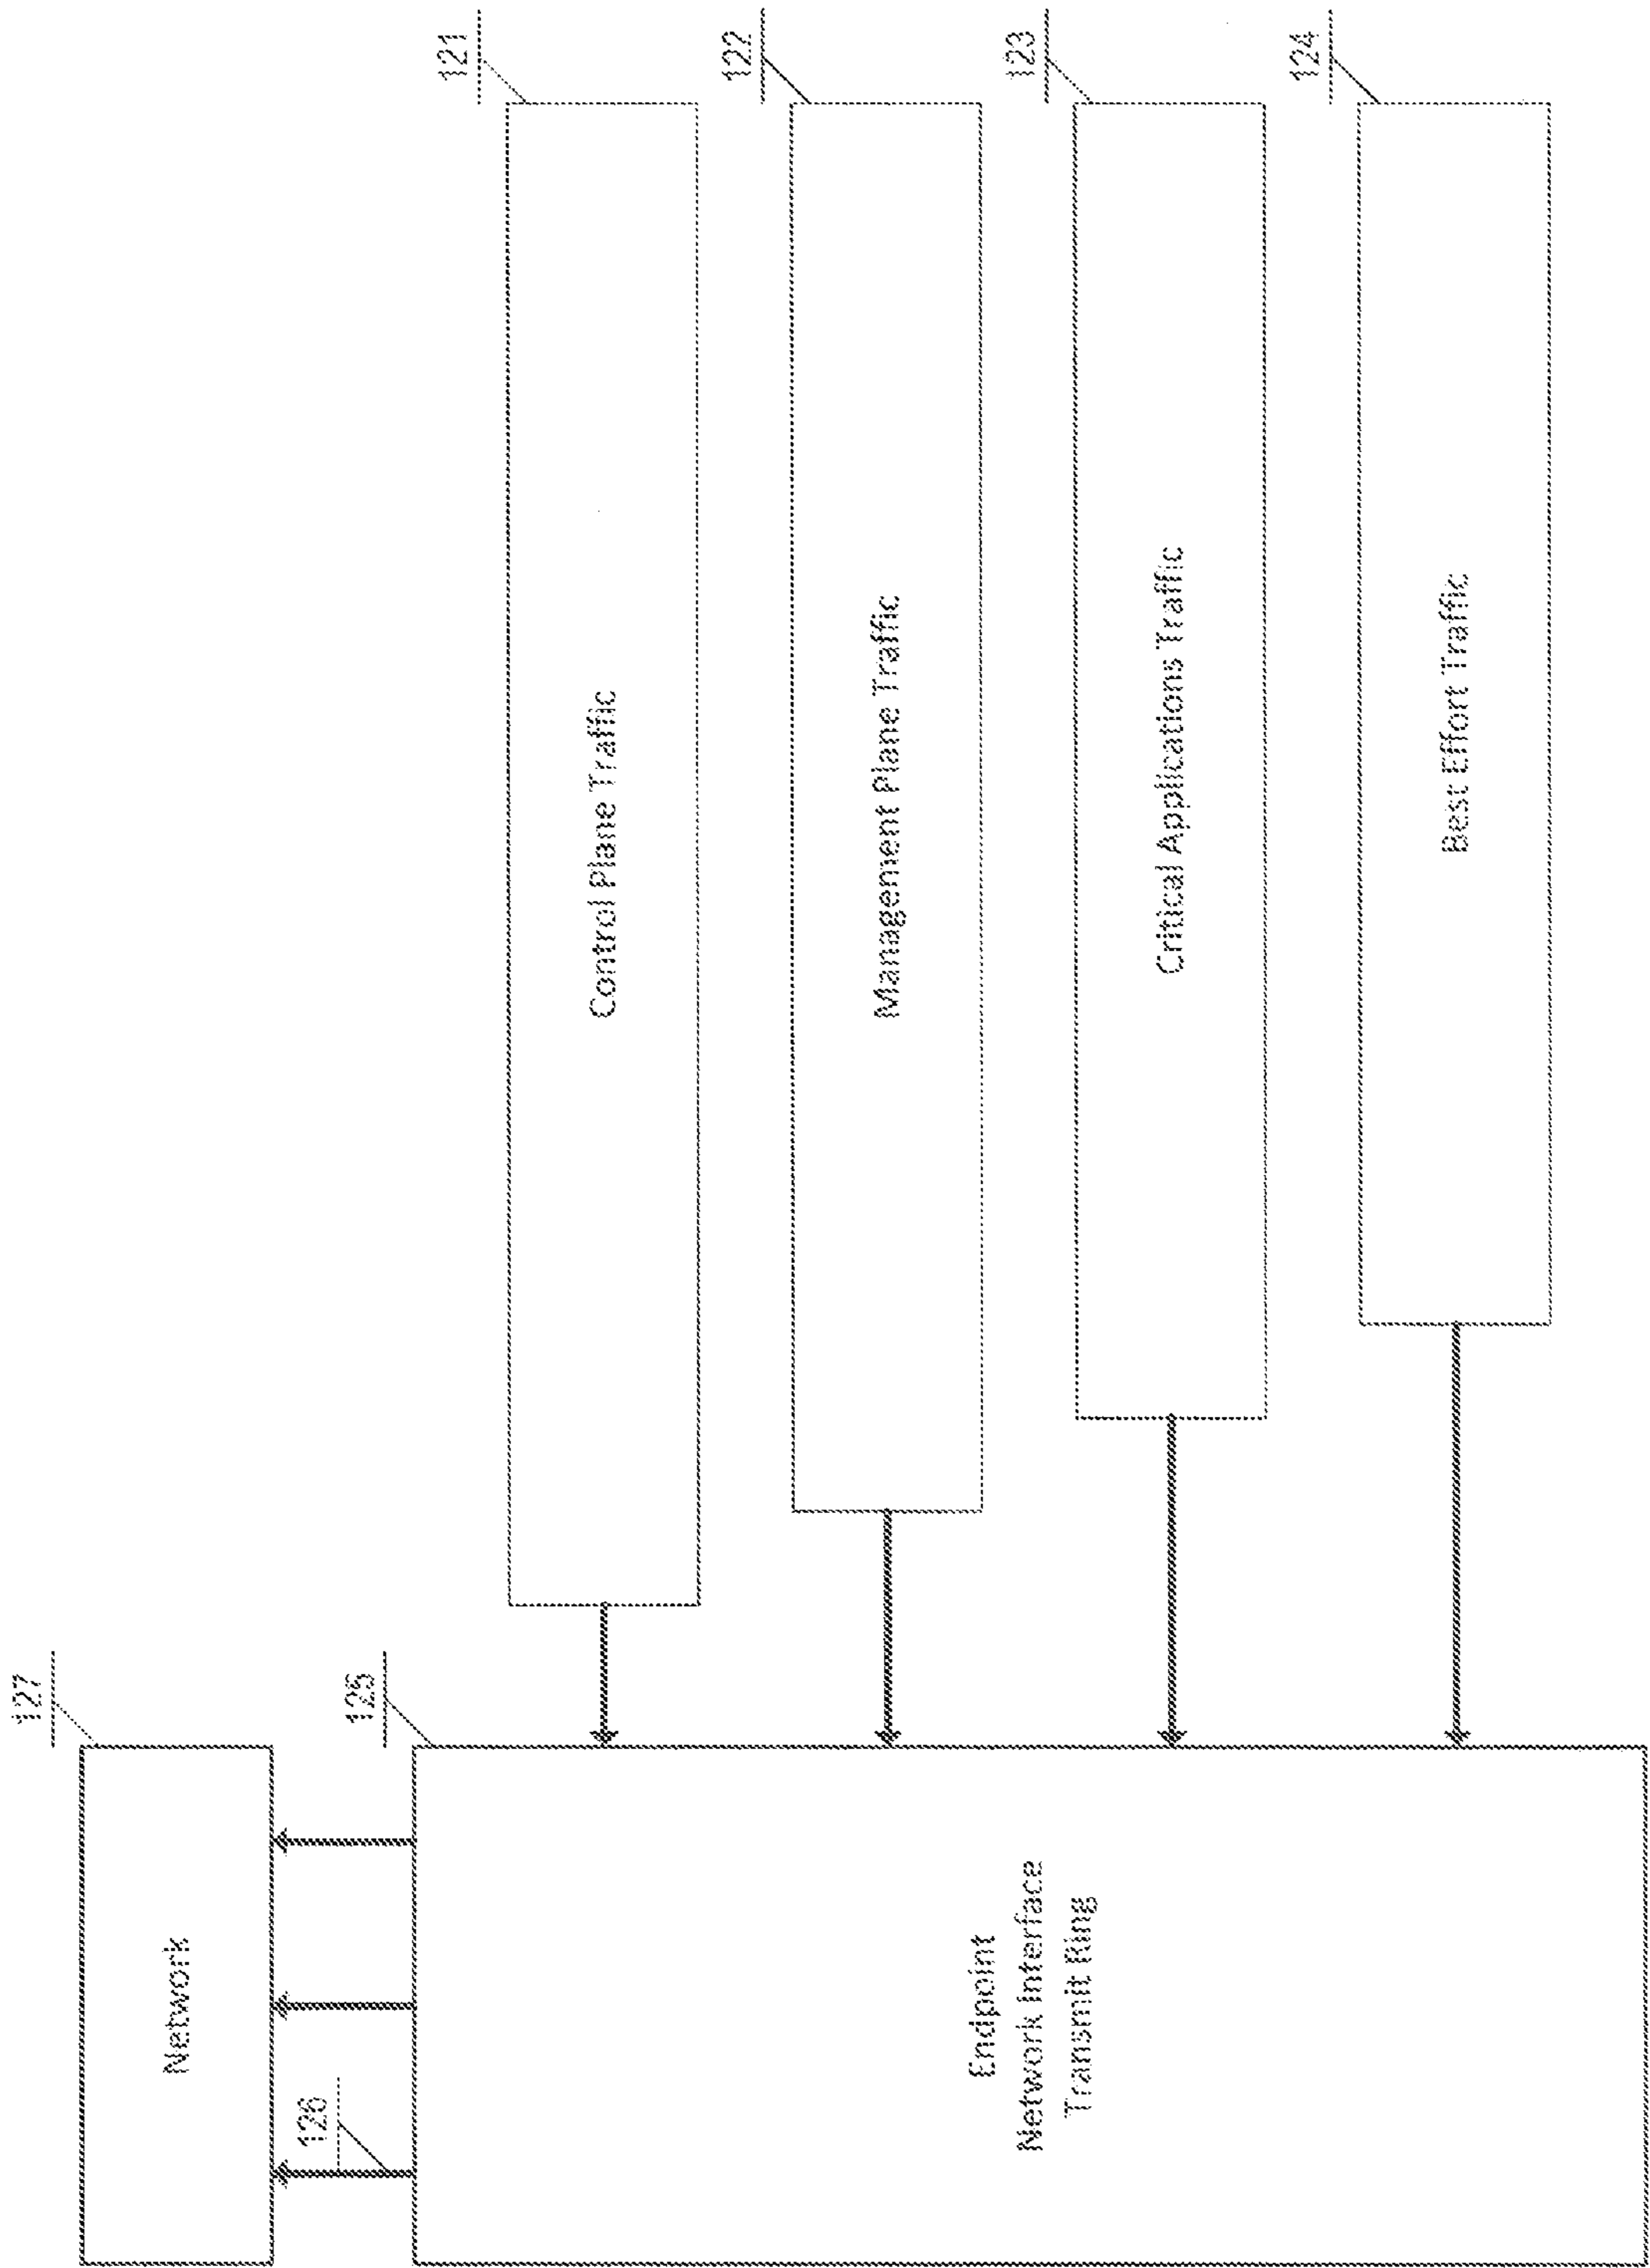 127
Network
126
125
121
Control Plane Traffic
122
Management Plane Traffic
Endpoint
Network Interface
Transmit Ring
123
Critical Applications Traffic
124
Best Effort Traffic